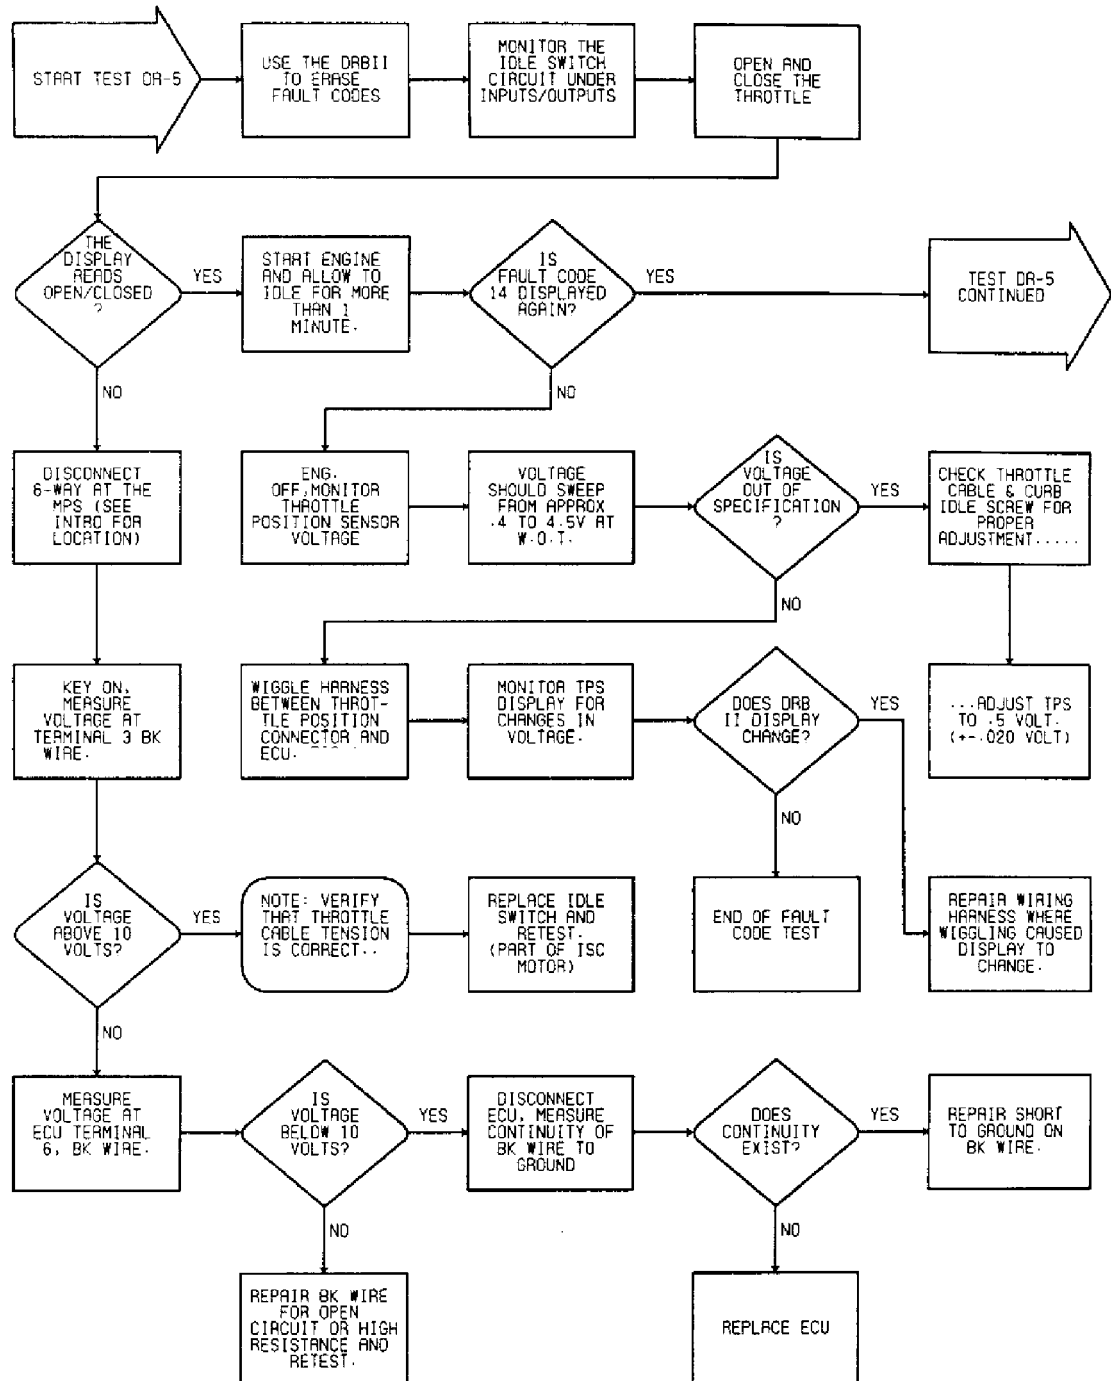 START TEST DR-5
USE THE DRBII
TO ERASE
FAULT CODES
MONITOR THE
IDLE SWITCH
CIRCUIT UNDER
INPUTS/OUTPUTS
OPEN AND
CLOSE THE
THROTTLE
THE
DISPLAY
READS
OPEN/CLOSED
?
YES
START ENGINE
AND ALLOW TO
IDLE FOR MORE
THAN 1
MINUTE.
IS
FAULT CODE
14 DISPLAYED
AGAIN?
YES
TEST DR-5
CONTINUED
NO
NO
DISCONNECT
6-WAY AT THE
MPS (SEE
INTRO FOR
LOCATION)
ENG.
OFF,MONITOR
THROTTLE
POSITION SENSOR
VOLTAGE
VOLTAGE
SHOULD SWEEP
FROM APPROX
.4 TO 4.5V AT
W.O.T.
IS
VOLTAGE
OUT OF
SPECIFICATION
?
YES
CHECK THROTTLE
CABLE & CURB
IDLE SCREW FOR
PROPER
ADJUSTMENT.....
NO
KEY ON,
MEASURE
VOLTAGE AT
TERMINAL 3 BK
WIRE.
WIGGLE HARNESS
BETWEEN THROT-
TLE POSITION
CONNECTOR AND
ECU.
MONITOR TPS
DISPLAY FOR
CHANGES IN
VOLTAGE.
DOES DRB
II DISPLAY
CHANGE?
YES
...ADJUST TPS
TO .5 VOLT.
(+-.020 VOLT)
NO
IS
VOLTAGE
ABOVE 10
VOLTS?
YES
NOTE: VERIFY
THAT THROTTLE
CABLE TENSION
IS CORRECT..
REPLACE IDLE
SWITCH AND
RETEST.
(PART OF ISC
MOTOR)
END OF FAULT
CODE TEST
REPAIR WIRING
HARNESS WHERE
WIGGLING CAUSED
DISPLAY TO
CHANGE.
NO
MEASURE
VOLTAGE AT
ECU TERMINAL
6, BK WIRE.
IS
VOLTAGE
BELOW 10
VOLTS?
YES
DISCONNECT
ECU, MEASURE
CONTINUITY OF
BK WIRE TO
GROUND
DOES
CONTINUITY
EXIST?
YES
REPAIR SHORT
TO GROUND ON
BK WIRE.
NO
NO
REPAIR BK WIRE
FOR OPEN
CIRCUIT OR HIGH
RESISTANCE AND
RETEST.
REPLACE ECU